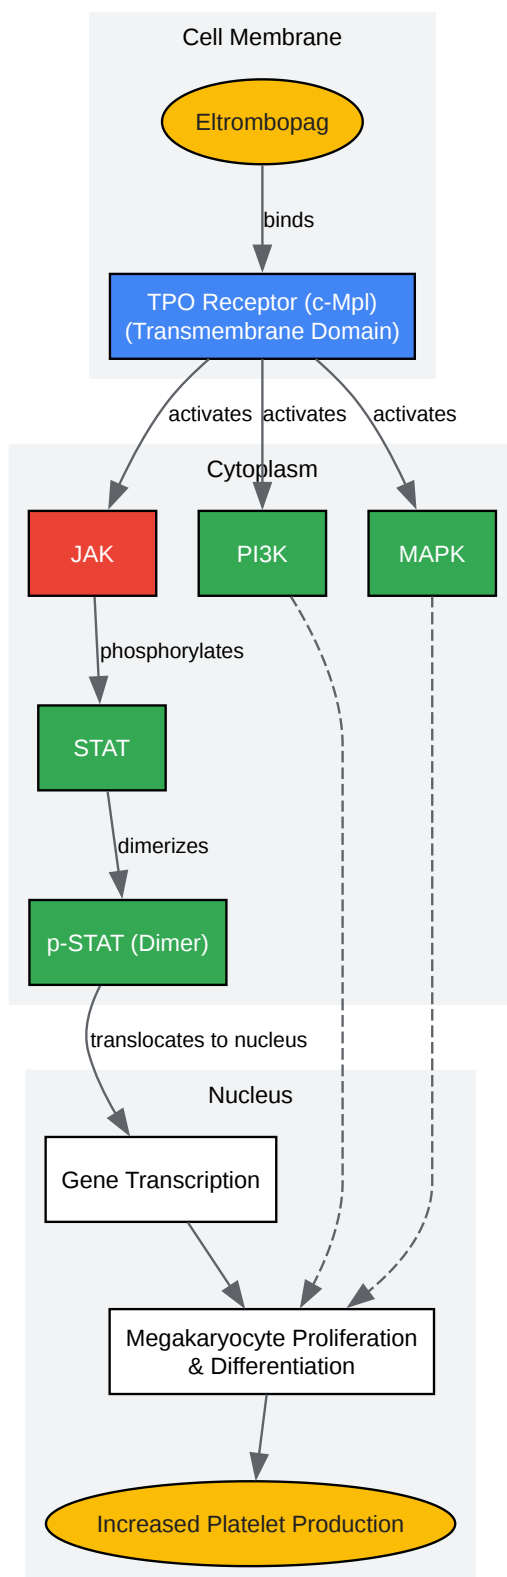 Cell Membrane
Eltrombopag
binds
TPO Receptor (c-Mpl)
(Transmembrane Domain)
activates
activates
activates
Cytoplasm
JAK
PI3K
MAPK
phosphorylates
STAT
dimerizes
p-STAT (Dimer)
translocates to nucleus
Nucleus
Gene Transcription
Megakaryocyte Proliferation
& Differentiation
Increased Platelet Production